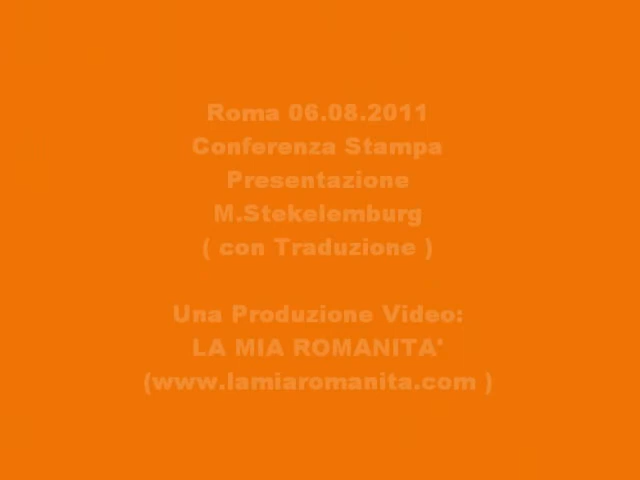 Roma 06.08.2011
Conferenza Stampa
Presentazione
M.Stekelemburg
( con Traduzione )
Una Produzione Video:
LA MIA ROMANITA'
(www.lamiaromanita.com )